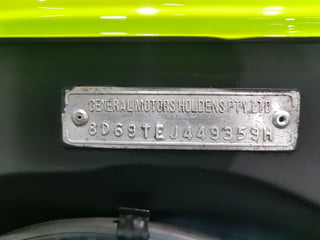 GENERAL MOTORS HOLDENS PTY. LTD
8D69TEJ449359H